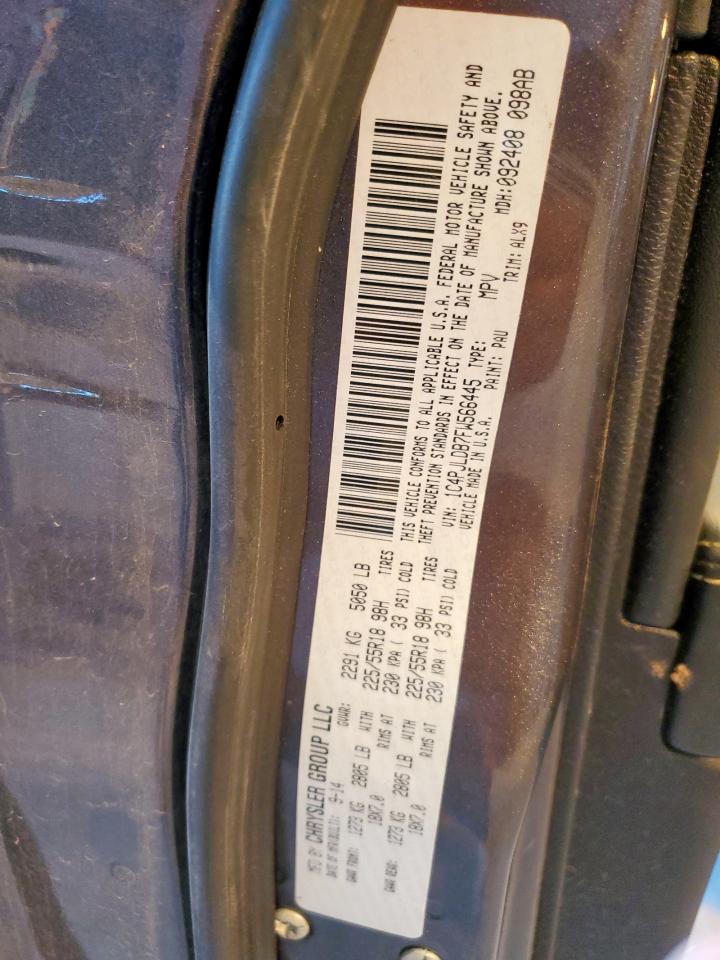 MFD BY CHRYSLER GROUP LLC
DATE OF MFR(BUILT): 9-14 GVWR: 2291 KG 5050 LB
GAWR FRONT: 1273 KG 2805 LB WITH 225/55R18 98H TIRES
18X7.0 RIMS AT 230 KPA ( 33 PSI) COLD
GAWR REAR: 1273 KG 2805 LB WITH 225/55R18 98H TIRES
18X7.0 RIMS AT 230 KPA ( 33 PSI) COLD
THIS VEHICLE CONFORMS TO ALL APPLICABLE U.S.A. FEDERAL MOTOR VEHICLE SAFETY AND
THEFT PREVENTION STANDARDS IN EFFECT ON THE DATE OF MANUFACTURE SHOWN ABOVE.
VIN: 1C4PJLDB7FW566445 TYPE: MPV MDH:092408 098AB
VEHICLE MADE IN U.S.A. PAINT: PAU TRIM: ALX9